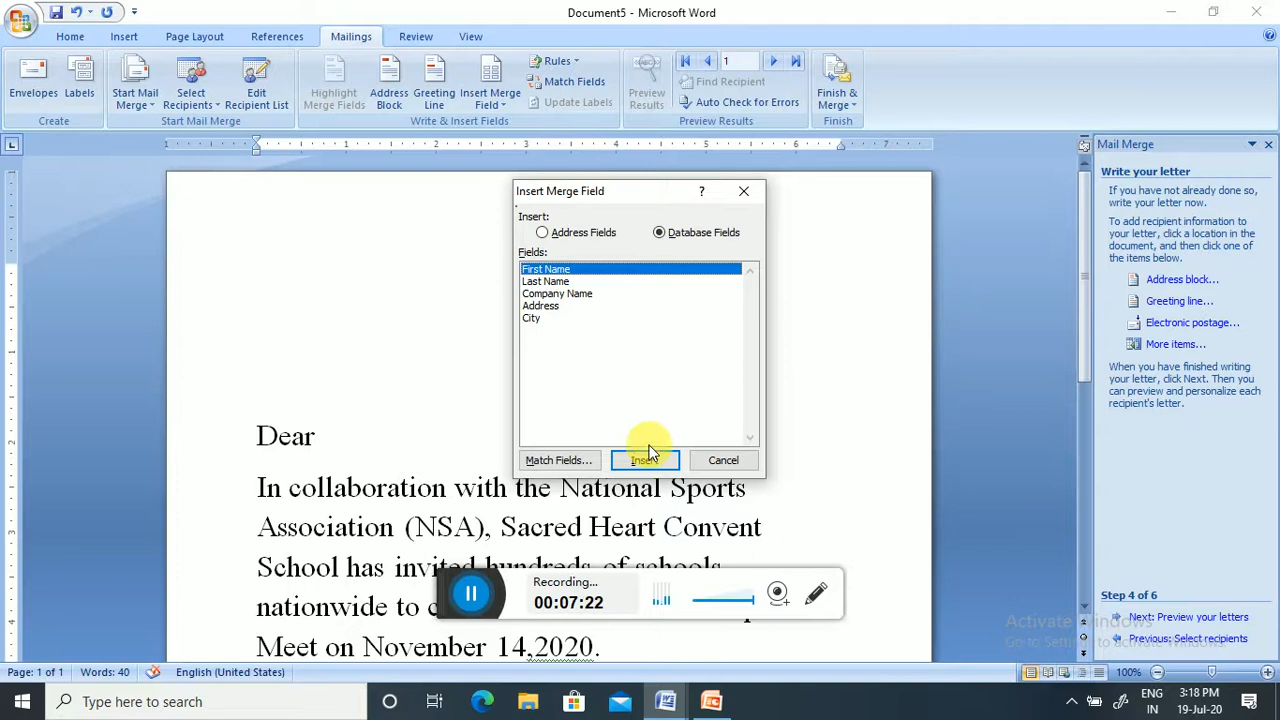 Document5 - Microsoft Word
Home Insert Page Layout References Mailings Review View
Envelopes Labels Start Mail Merge Select Recipients Edit Recipient List Highlight Merge Fields Address Block Greeting Line Insert Merge Field Rules Match Fields Update Labels Preview Results 1 Find Recipient Auto Check for Errors Finish & Merge
Create Start Mail Merge Write & Insert Fields Preview Results Finish
Insert Merge Field
Insert:
Address Fields Database Fields
Fields:
First Name
Last Name
Company Name
Address
City
Match Fields... Insert Cancel
Dear
In collaboration with the National Sports
Association (NSA), Sacred Heart Convent
School has invited hundreds of schools
nationwide to
Meet on November 14,2020.
Recording...
00:07:22
Mail Merge
Write your letter
If you have not already done so,
write your letter now.
To add recipient information to
your letter, click a location in the
document, and then click one of
the items below.
Address block...
Greeting line...
Electronic postage...
More items...
When you have finished writing
your letter, click Next. Then you
can preview and personalize each
recipient's letter.
Step 4 of 6
Next: Preview your letters
Previous: Select recipients
Activate Windows
Page: 1 of 1 Words: 40 English (United States) 100%
Type here to search
ENG
IN
3:18 PM
19-Jul-20